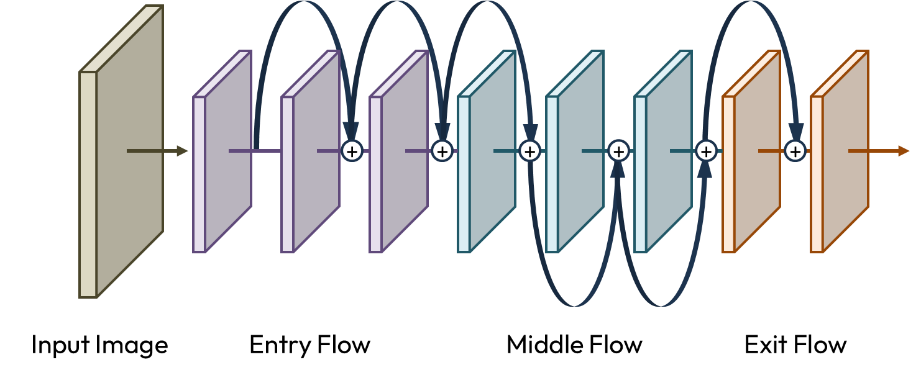 + + + + + +
Input Image Entry Flow Middle Flow Exit Flow